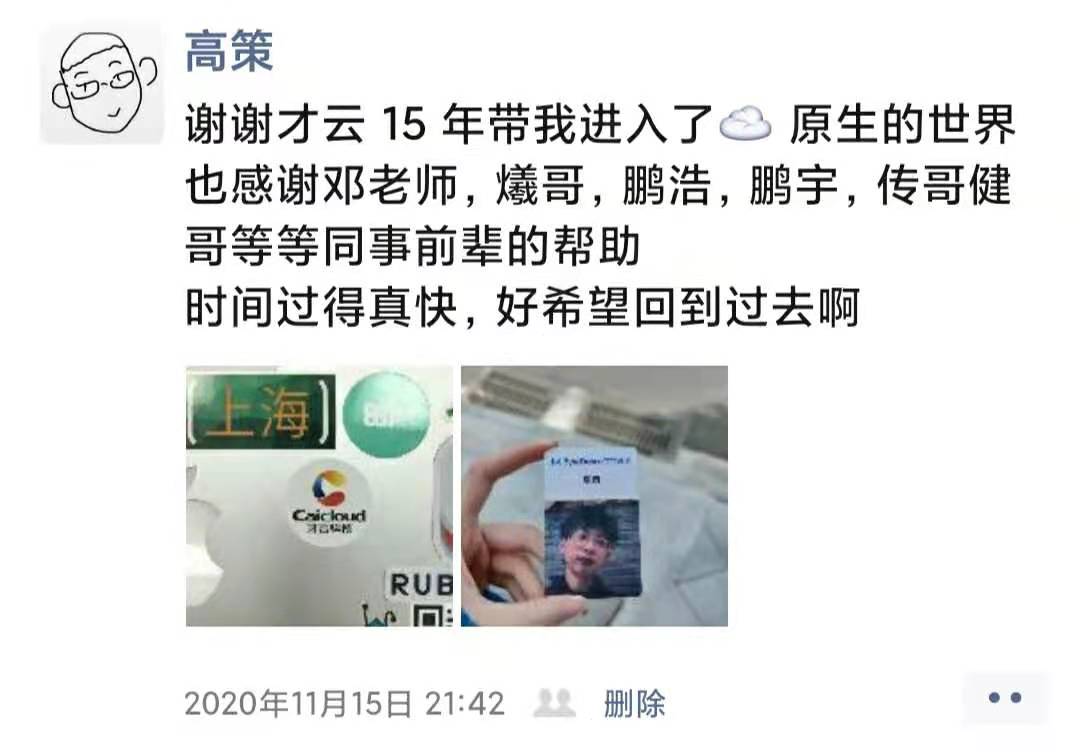 高策
谢谢才云 15 年带我进入了☁️ 原生的世界
也感谢邓老师，爔哥，鹏浩，鹏宇，传哥健
哥等等同事前辈的帮助
时间过得真快，好希望回到过去啊
上海
Caicloud
才云科技
RUB
2020年11月15日 21:42
删除